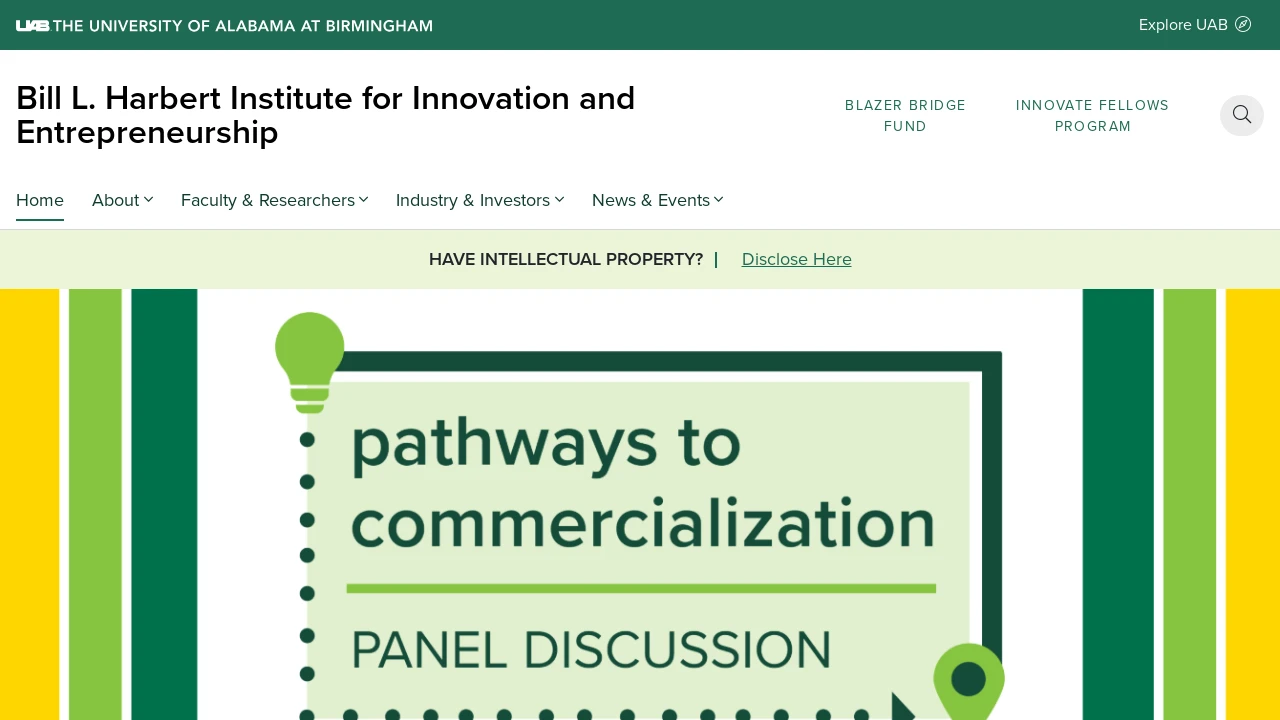 UAB THE UNIVERSITY OF ALABAMA AT BIRMINGHAM
Explore UAB
Bill L. Harbert Institute for Innovation and
Entrepreneurship
BLAZER BRIDGE
FUND
INNOVATE FELLOWS
PROGRAM
Home
About
Faculty & Researchers
Industry & Investors
News & Events
HAVE INTELLECTUAL PROPERTY?
Disclose Here
pathways to
commercialization
PANEL DISCUSSION